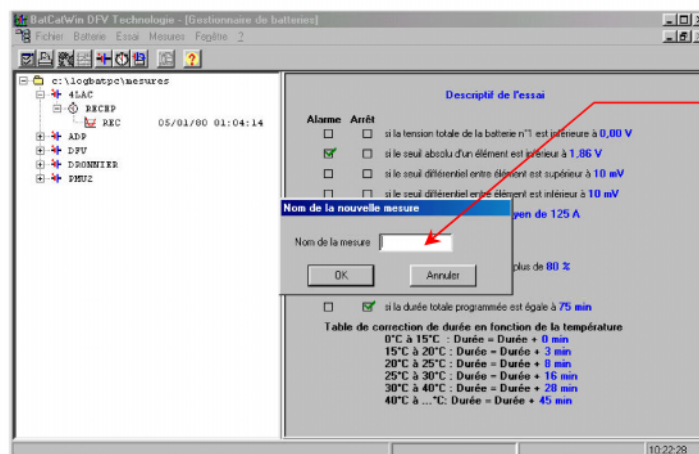 BatCatWin DFV Technologie - [Gestionnaire de batteries]
Fichier Batterie Essai Mesures Fenêtre ?
c:\logbatpc\mesures
4LAC
RECEP
REC 05/01/80 01:04:14
ADP
DFV
DRONNIER
PMU2
Descriptif de l'essai
Alarme Arrêt
si la tension totale de la batterie n°1 est inférieure à 0,00 V
si le seuil absolu d'un élément est inférieur à 1,86 V
si le seuil différentiel entre élément est supérieur à 10 mV
si le seuil différentiel entre élément est inférieur à 10 mV
Nom de la nouvelle mesure
yen de 125 A
Nom de la mesure
plus de 80 %
OK Annuler
si la durée totale programmée est égale à 75 min
Table de correction de durée en fonction de la température
0°C à 15°C : Durée = Durée + 0 min
15°C à 20°C : Durée = Durée + 3 min
20°C à 25°C : Durée = Durée + 8 min
25°C à 30°C : Durée = Durée + 16 min
30°C à 40°C : Durée = Durée + 28 min
40°C à ...°C: Durée = Durée + 45 min
10:22:28